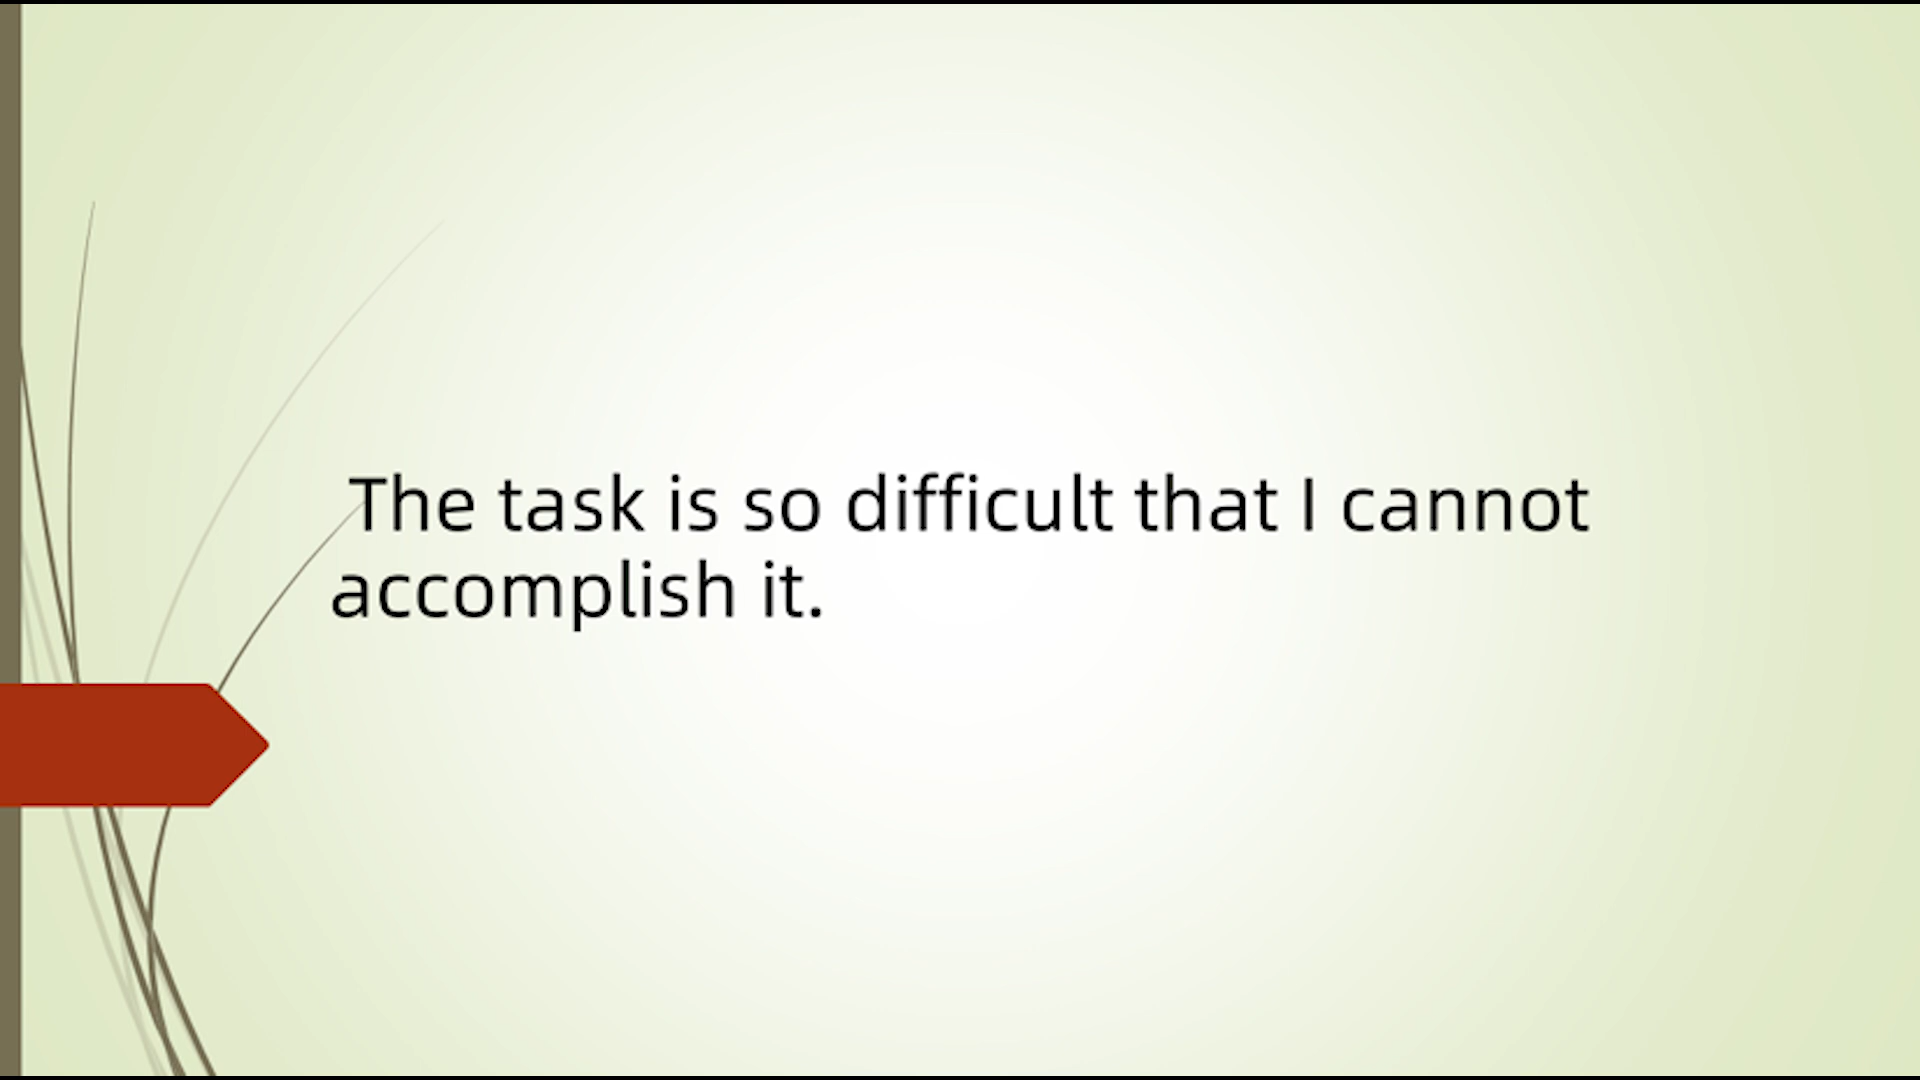 The task is so difficult that I cannot
accomplish it.